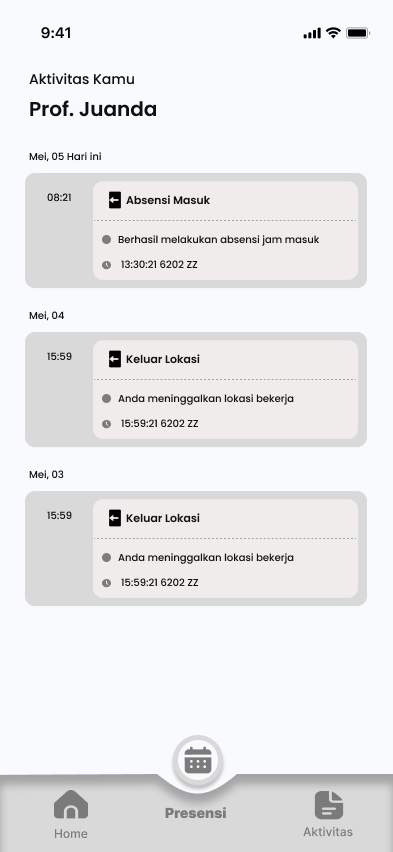 9:41
Aktivitas Kamu
Prof. Juanda
Mei, 05 Hari ini
08:21
Absensi Masuk
Berhasil melakukan absensi jam masuk
13:30:21 6202 ZZ
Mei, 04
15:59
Keluar Lokasi
Anda meninggalkan lokasi bekerja
15:59:21 6202 ZZ
Mei, 03
15:59
Keluar Lokasi
Anda meninggalkan lokasi bekerja
15:59:21 6202 ZZ
Home
Presensi
Aktivitas